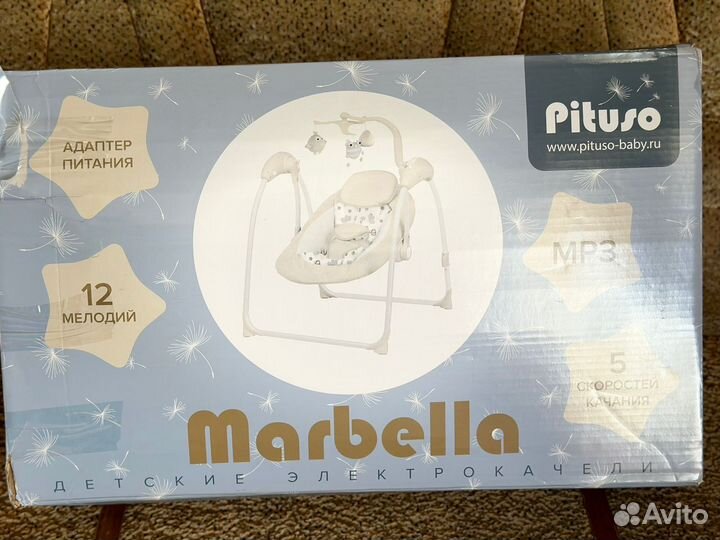 Pituso
www.pituso-baby.ru
АДАПТЕР
ПИТАНИЯ
MP3
12
МЕЛОДИЙ
5
СКОРОСТЕЙ
КАЧАНИЯ
Marbella
ДЕТСКИЕ ЭЛЕКТРОКАЧЕЛИ
Avito